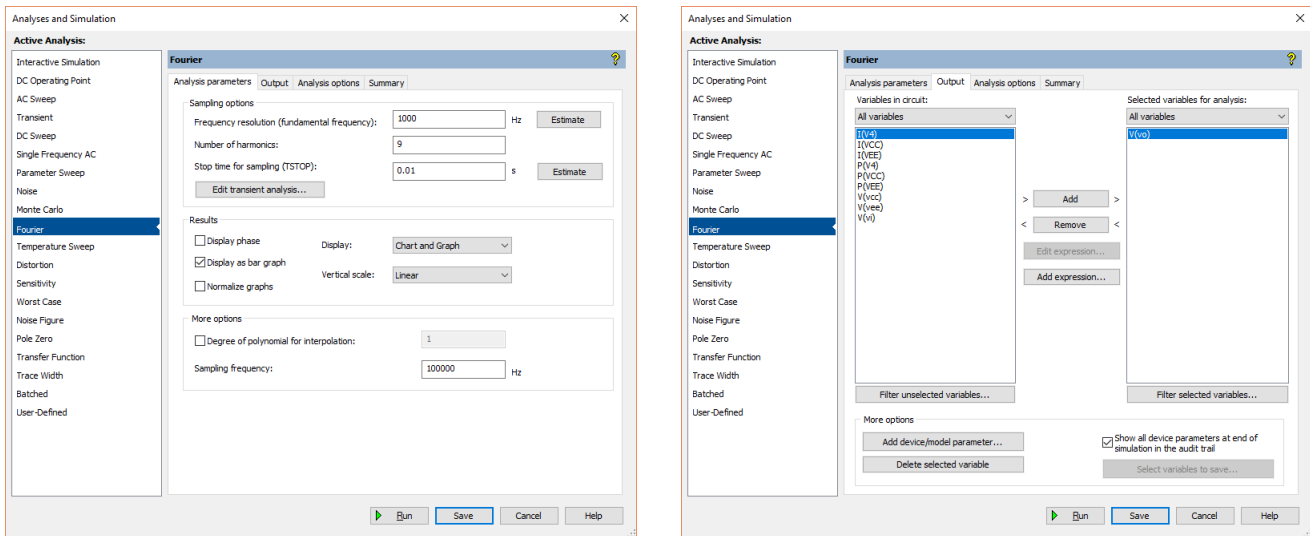 Analyses and Simulation
Active Analysis:
Interactive Simulation
DC Operating Point
AC Sweep
Transient
DC Sweep
Single Frequency AC
Parameter Sweep
Noise
Monte Carlo
Fourier
Temperature Sweep
Distortion
Sensitivity
Worst Case
Noise Figure
Pole Zero
Transfer Function
Trace Width
Batched
User-Defined
Fourier
Analysis parameters Output Analysis options Summary
Sampling options
Frequency resolution (fundamental frequency): 1000 Hz Estimate
Number of harmonics: 9
Stop time for sampling (TSTOP): 0.01 s Estimate
Edit transient analysis...
Results
Display phase
Display: Chart and Graph
Display as bar graph
Vertical scale: Linear
Normalize graphs
More options
Degree of polynomial for interpolation: 1
Sampling frequency: 100000 Hz
Run Save Cancel Help
Analyses and Simulation
Active Analysis:
Interactive Simulation
DC Operating Point
AC Sweep
Transient
DC Sweep
Single Frequency AC
Parameter Sweep
Noise
Monte Carlo
Fourier
Temperature Sweep
Distortion
Sensitivity
Worst Case
Noise Figure
Pole Zero
Transfer Function
Trace Width
Batched
User-Defined
Fourier
Analysis parameters Output Analysis options Summary
Variables in circuit:
All variables
I(V4)
I(VCC)
I(VEE)
P(V4)
P(VCC)
P(VEE)
V(vcc)
V(vee)
V(vi)
Filter unselected variables...
> Add >
< Remove <
Edit expression...
Add expression...
Selected variables for analysis:
All variables
V(vo)
Filter selected variables...
More options
Add device/model parameter...
Delete selected variable
Show all device parameters at end of
simulation in the audit trail
Select variables to save...
Run Save Cancel Help